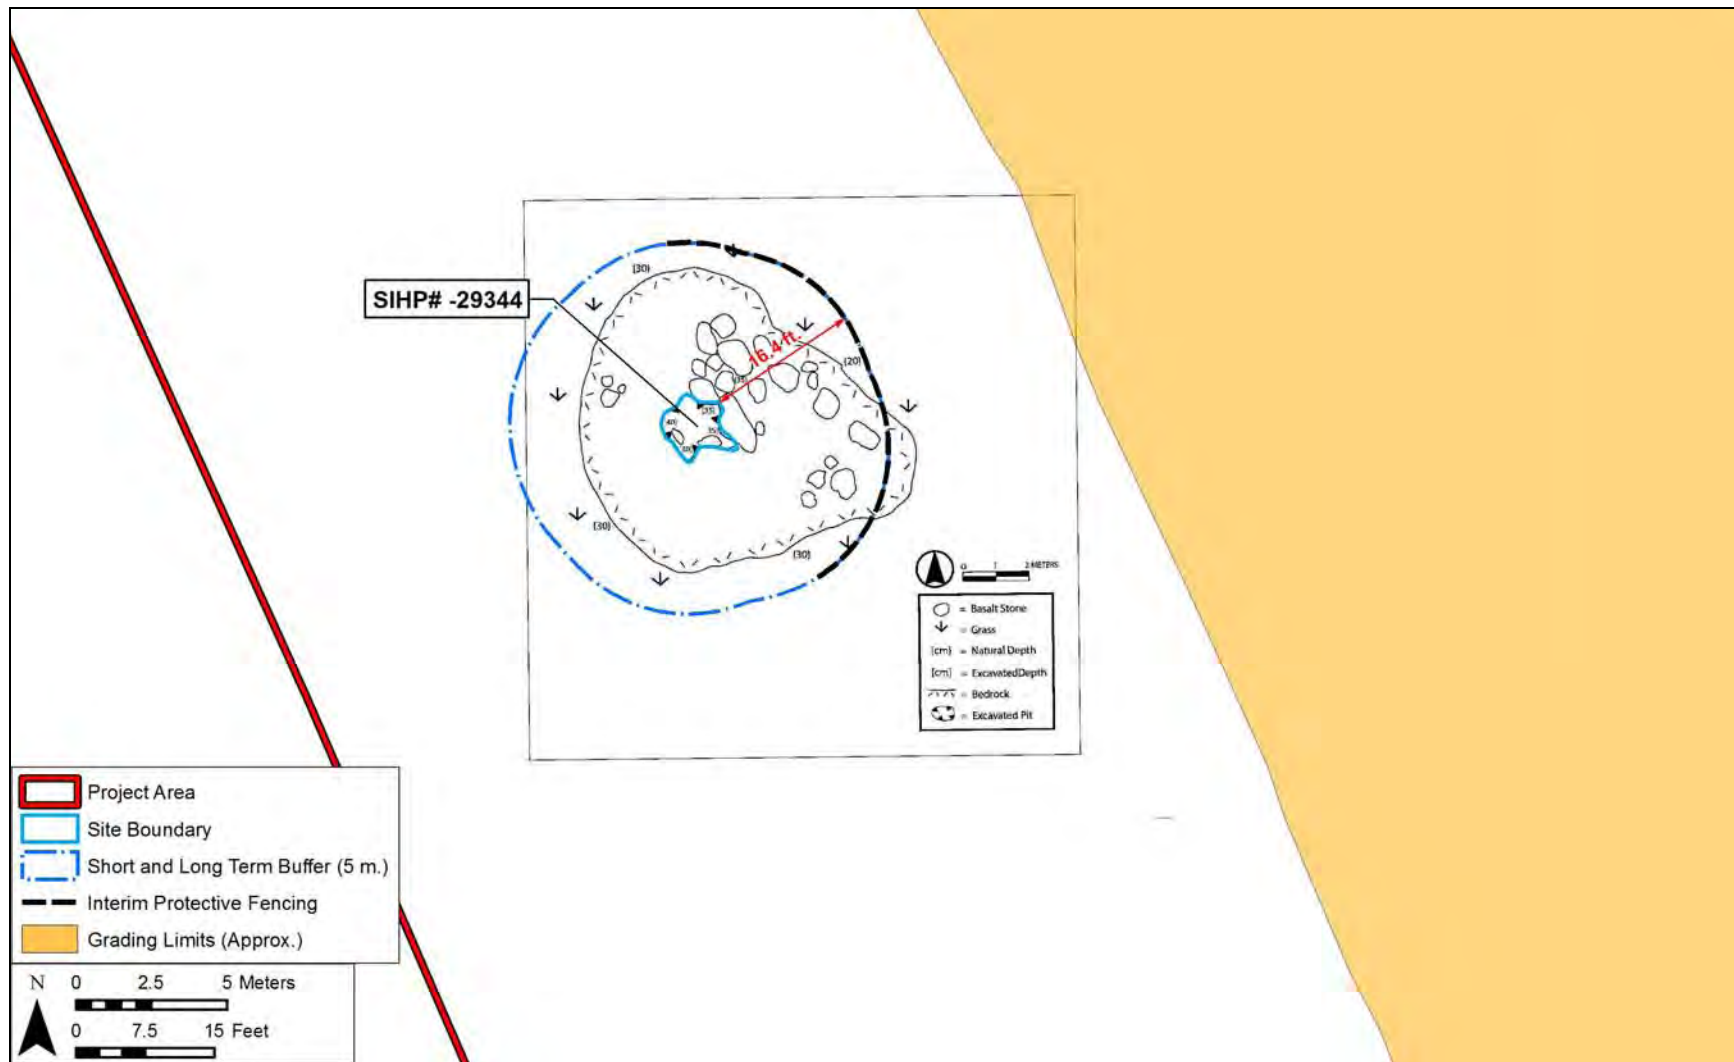 (30)
SIHP# -29344
16.4 ft.
(20)
(30)
(30)
0 1 2 METERS
= Basalt Stone
= Grass
(cm) = Natural Depth
[cm] = ExcavatedDepth
= Bedrock
= Excavated Pit
Project Area
Site Boundary
Short and Long Term Buffer (5 m.)
Interim Protective Fencing
Grading Limits (Approx.)
N 0 2.5 5 Meters
0 7.5 15 Feet